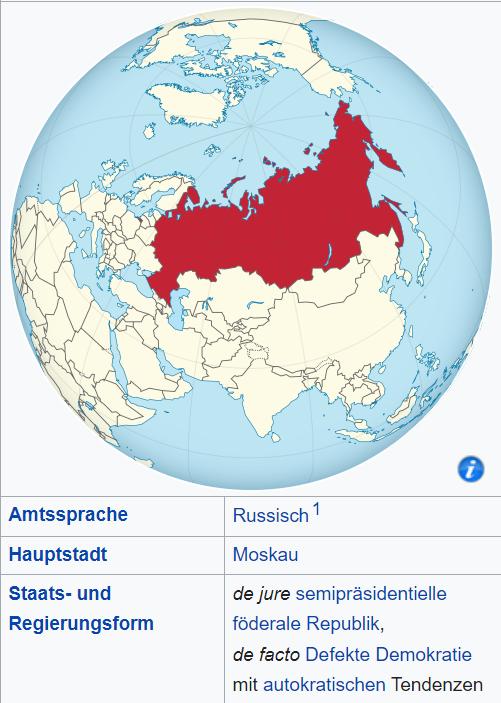 i
Amtssprache Russisch 1
Hauptstadt Moskau
Staats- und de jure semipräsidentielle
Regierungsform föderale Republik,
de facto Defekte Demokratie
mit autokratischen Tendenzen